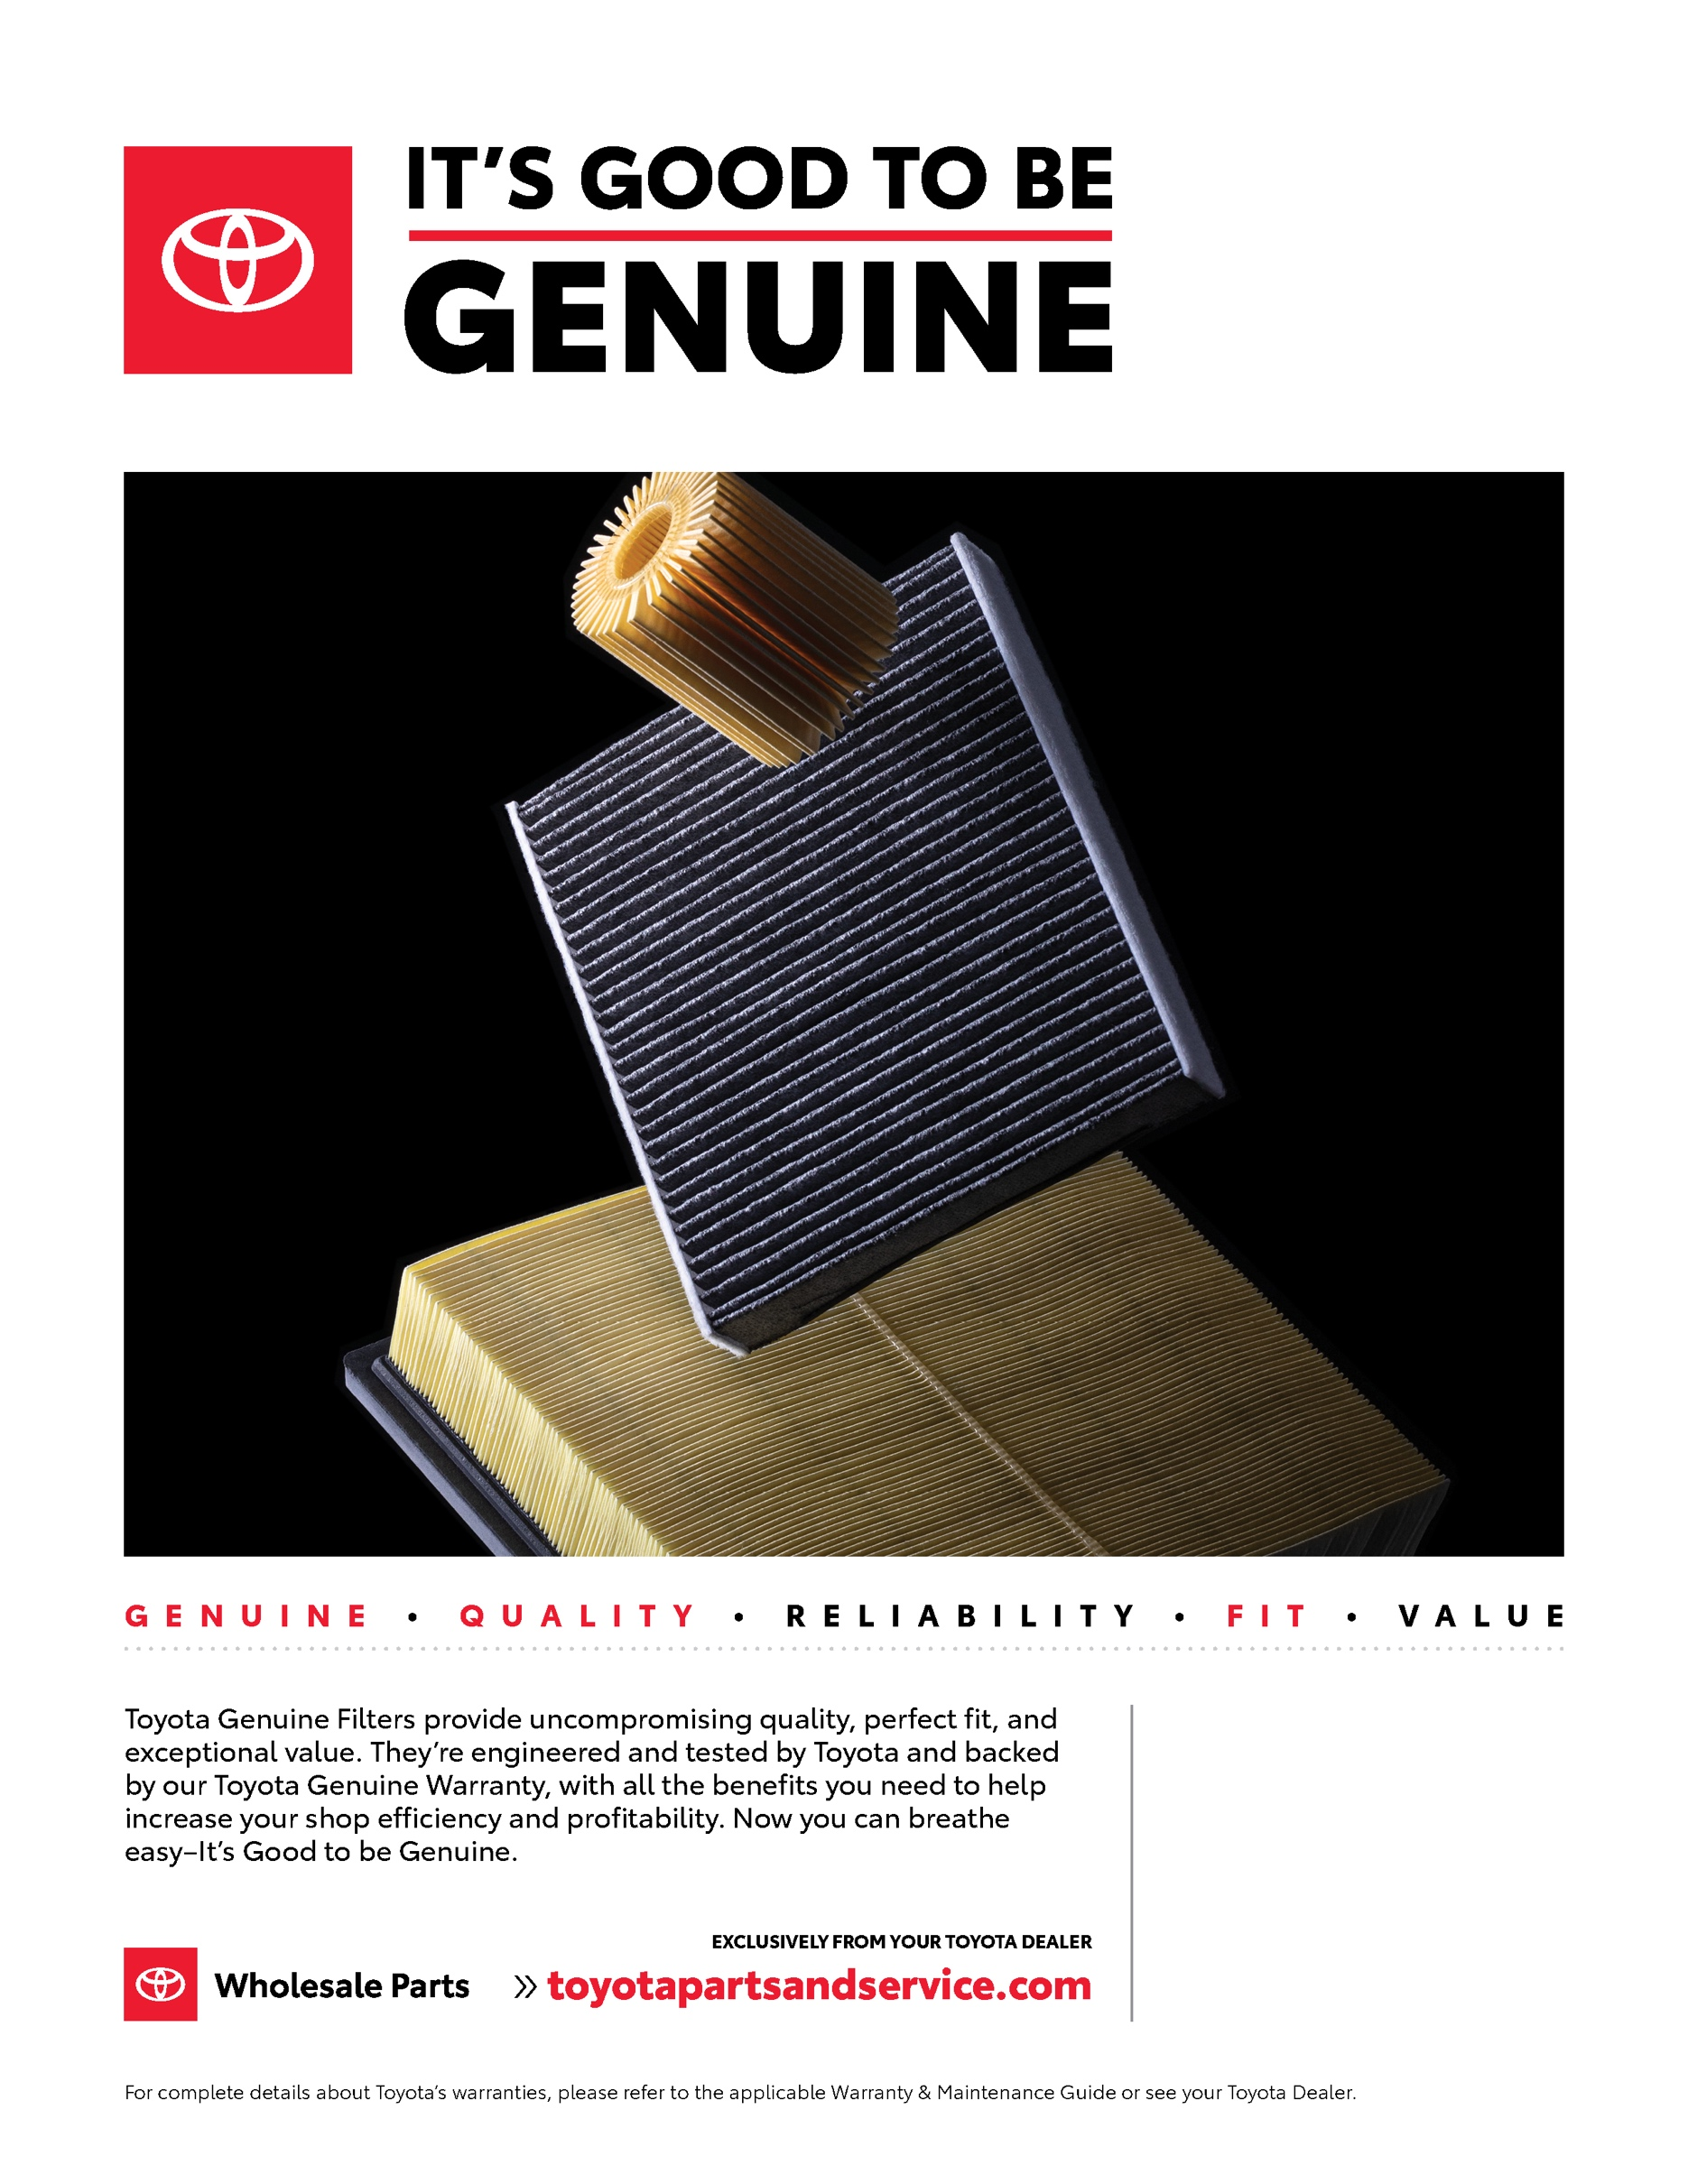 IT’S GOOD TO BE
GENUINE
GENUINE • QUALITY • RELIABILITY • FIT • VALUE
Toyota Genuine Filters provide uncompromising quality, perfect fit, and
exceptional value. They’re engineered and tested by Toyota and backed
by our Toyota Genuine Warranty, with all the benefits you need to help
increase your shop efficiency and profitability. Now you can breathe
easy–It’s Good to be Genuine.
EXCLUSIVELY FROM YOUR TOYOTA DEALER
Wholesale Parts » toyotapartsandservice.com
For complete details about Toyota’s warranties, please refer to the applicable Warranty & Maintenance Guide or see your Toyota Dealer.